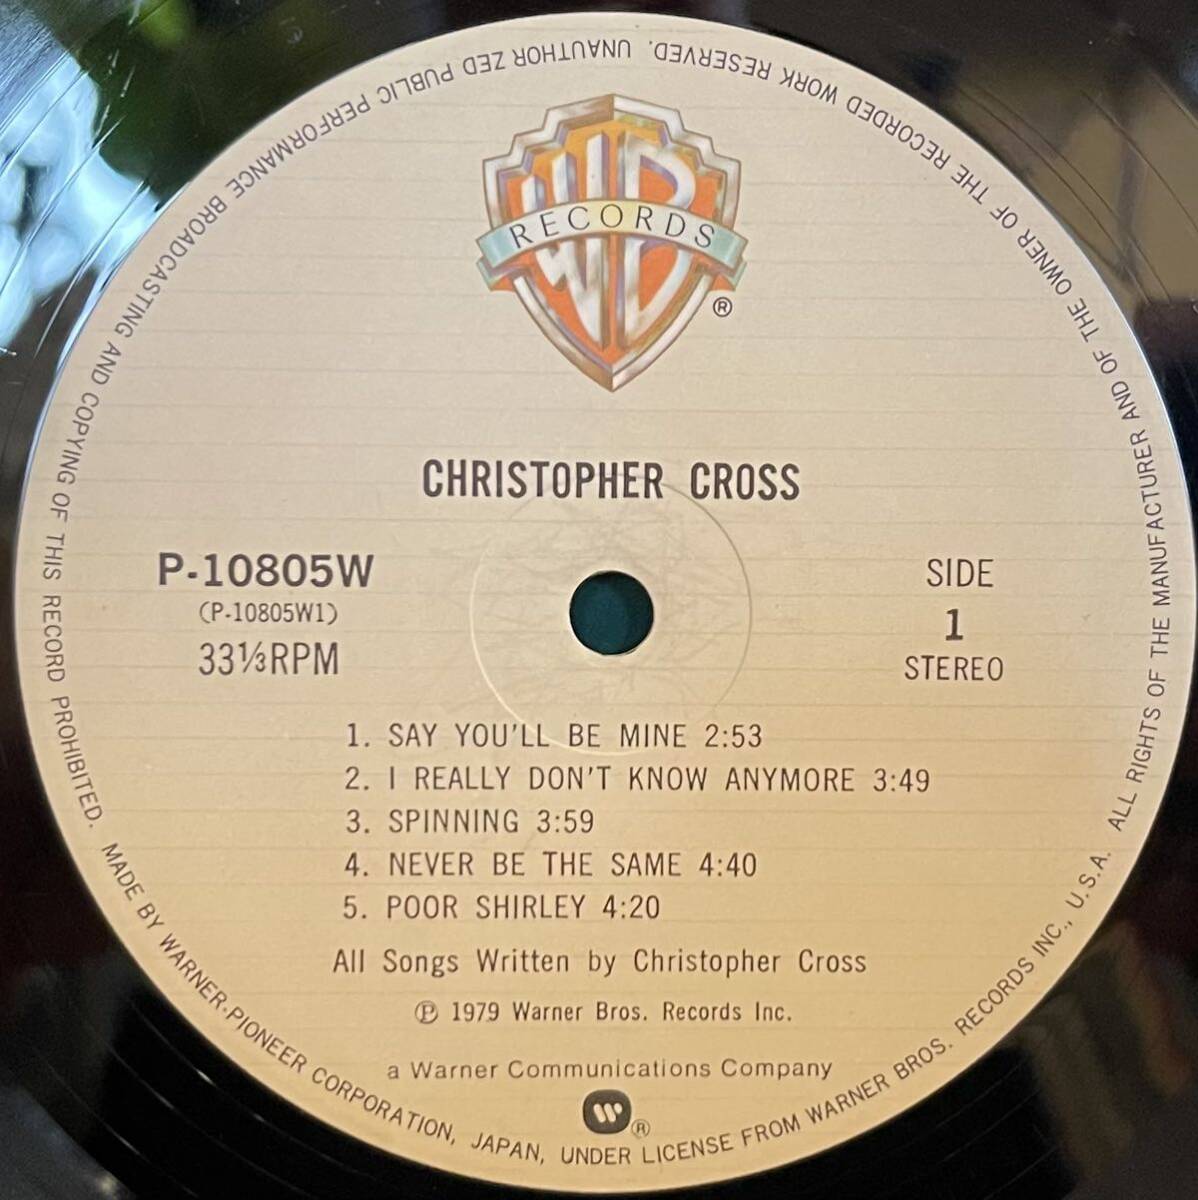 WB
RECORDS
®
CHRISTOPHER CROSS
P-10805W
(P-10805W1)
33⅓RPM
SIDE
1
STEREO
1. SAY YOU'LL BE MINE 2:53
2. I REALLY DON'T KNOW ANYMORE 3:49
3. SPINNING 3:59
4. NEVER BE THE SAME 4:40
5. POOR SHIRLEY 4:20
All Songs Written by Christopher Cross
Ⓟ 1979 Warner Bros. Records Inc.
a Warner Communications Company
®
MADE BY WARNER-PIONEER CORPORATION, JAPAN, UNDER LICENSE FROM WARNER BROS. RECORDS INC., U.S.A. ALL RIGHTS OF THE MANUFACTURER AND OF THE OWNER OF THE RECORDED WORK RESERVED. UNAUTHOR ZED PUBLIC PERFORMANCE BROADCASTING AND COPYING OF THIS RECORD PROHIBITED.